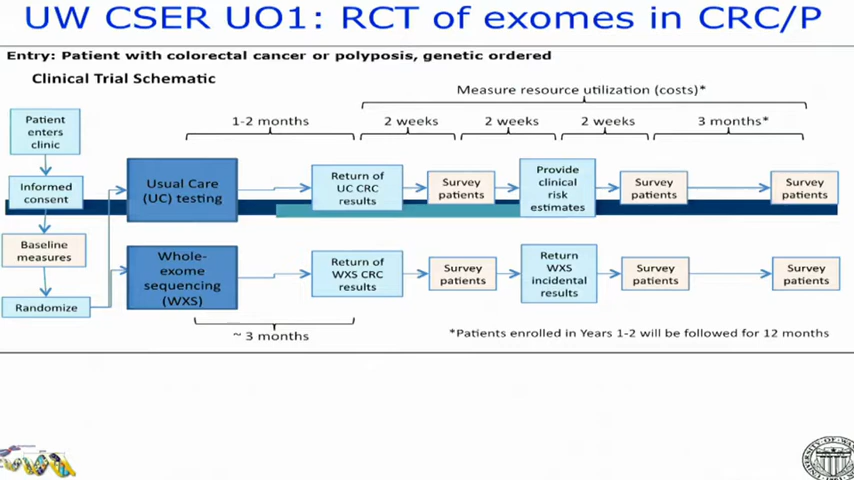 UW CSER UO1: RCT of exomes in CRC/P
Entry: Patient with colorectal cancer or polyposis, genetic ordered
Clinical Trial Schematic
Measure resource utilization (costs)*
1-2 months
2 weeks
2 weeks
2 weeks
3 months*
Patient
enters
clinic
Informed
consent
Baseline
measures
Randomize
Usual Care
(UC) testing
Return of
UC CRC
results
Survey
patients
Provide
clinical
risk
estimates
Survey
patients
Survey
patients
Whole-
exome
sequencing
(WXS)
Return of
WXS CRC
results
Survey
patients
Return
WXS
incidental
results
Survey
patients
Survey
patients
~ 3 months
*Patients enrolled in Years 1-2 will be followed for 12 months